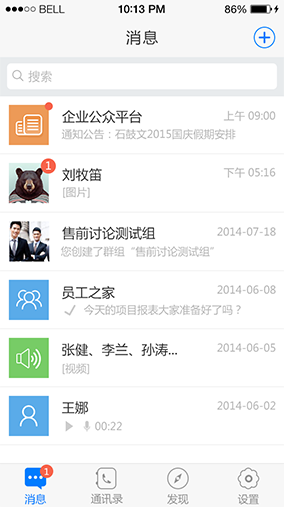 BELL 10:13 PM 86%
消息
搜索
企业公众平台 上午 09:00
通知公告：石鼓文2015国庆假期安排
1
刘牧笛 下午 05:16
[图片]
售前讨论测试组 2014-07-18
您创建了群组“售前讨论测试组”
员工之家 2014-06-08
今天的项目报表大家准备好了吗？
张健、李兰、孙涛... 2014-06-05
[视频]
王娜 2014-06-02
00:22
1
消息 通讯录 发现 设置